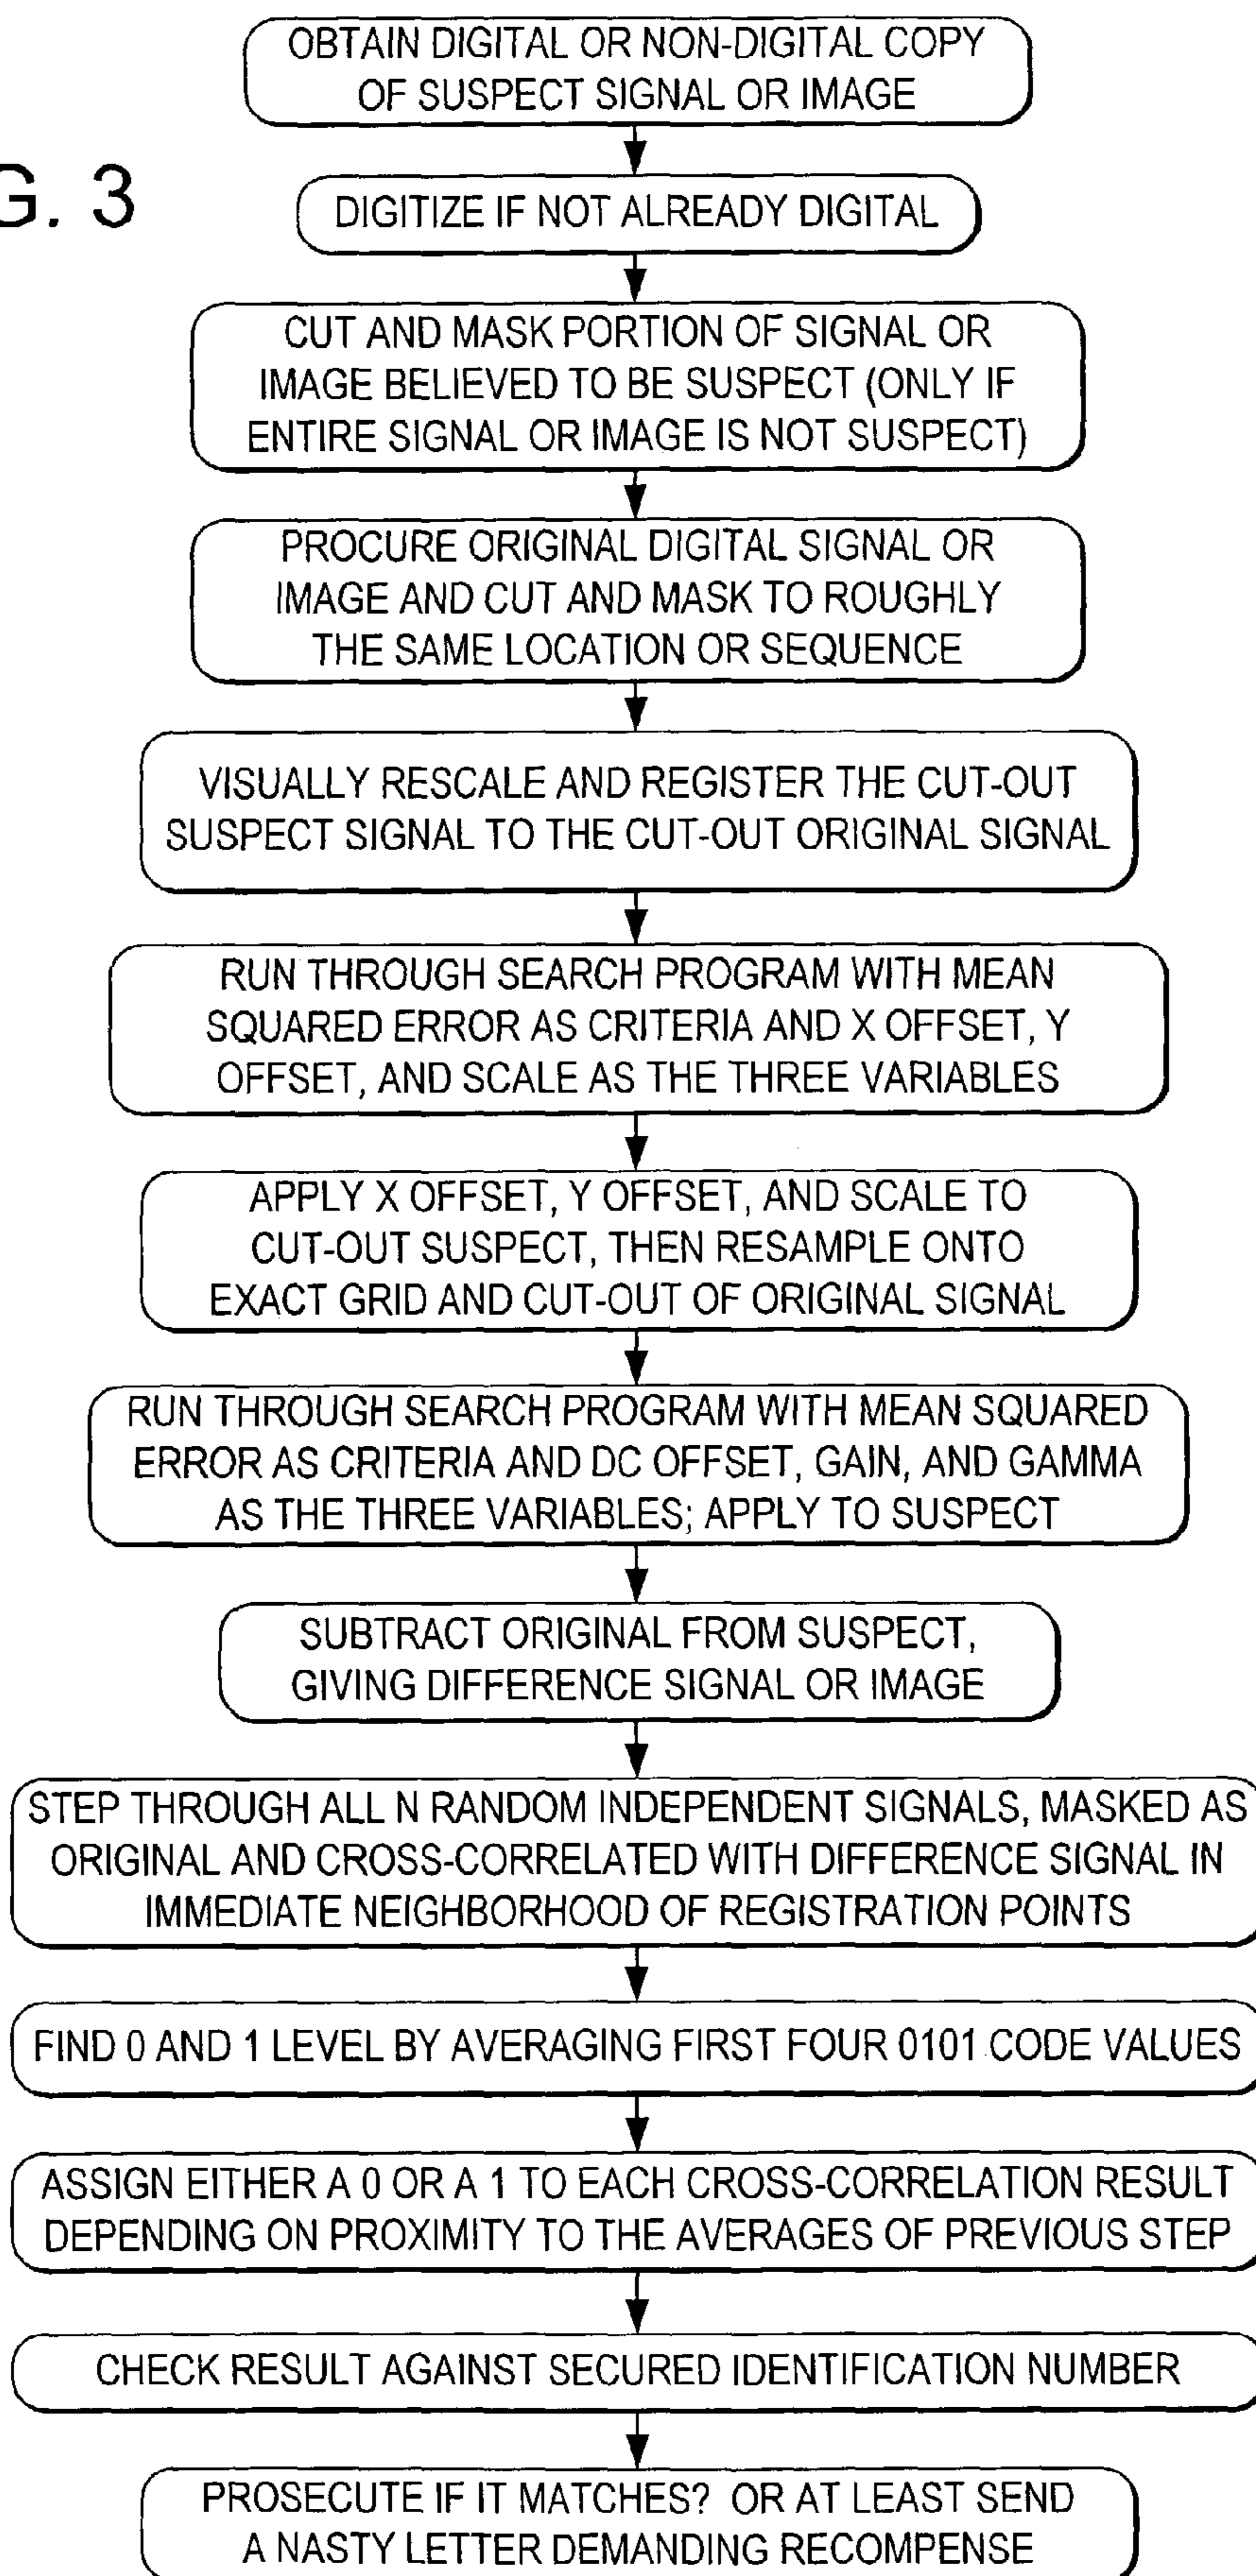 OBTAIN DIGITAL OR NON-DIGITAL COPY
OF SUSPECT SIGNAL OR IMAGE
G. 3
DIGITIZE IF NOT ALREADY DIGITAL
CUT AND MASK PORTION OF SIGNAL OR
IMAGE BELIEVED TO BE SUSPECT (ONLY IF
ENTIRE SIGNAL OR IMAGE IS NOT SUSPECT)
PROCURE ORIGINAL DIGITAL SIGNAL OR
IMAGE AND CUT AND MASK TO ROUGHLY
THE SAME LOCATION OR SEQUENCE
VISUALLY RESCALE AND REGISTER THE CUT-OUT
SUSPECT SIGNAL TO THE CUT-OUT ORIGINAL SIGNAL
RUN THROUGH SEARCH PROGRAM WITH MEAN
SQUARED ERROR AS CRITERIA AND X OFFSET, Y
OFFSET, AND SCALE AS THE THREE VARIABLES
APPLY X OFFSET, Y OFFSET, AND SCALE TO
CUT-OUT SUSPECT, THEN RESAMPLE ONTO
EXACT GRID AND CUT-OUT OF ORIGINAL SIGNAL
RUN THROUGH SEARCH PROGRAM WITH MEAN SQUARED
ERROR AS CRITERIA AND DC OFFSET, GAIN, AND GAMMA
AS THE THREE VARIABLES; APPLY TO SUSPECT
SUBTRACT ORIGINAL FROM SUSPECT,
GIVING DIFFERENCE SIGNAL OR IMAGE
STEP THROUGH ALL N RANDOM INDEPENDENT SIGNALS, MASKED AS
ORIGINAL AND CROSS-CORRELATED WITH DIFFERENCE SIGNAL IN
IMMEDIATE NEIGHBORHOOD OF REGISTRATION POINTS
FIND 0 AND 1 LEVEL BY AVERAGING FIRST FOUR 0101 CODE VALUES
ASSIGN EITHER A 0 OR A 1 TO EACH CROSS-CORRELATION RESULT
DEPENDING ON PROXIMITY TO THE AVERAGES OF PREVIOUS STEP
CHECK RESULT AGAINST SECURED IDENTIFICATION NUMBER
PROSECUTE IF IT MATCHES? OR AT LEAST SEND
A NASTY LETTER DEMANDING RECOMPENSE